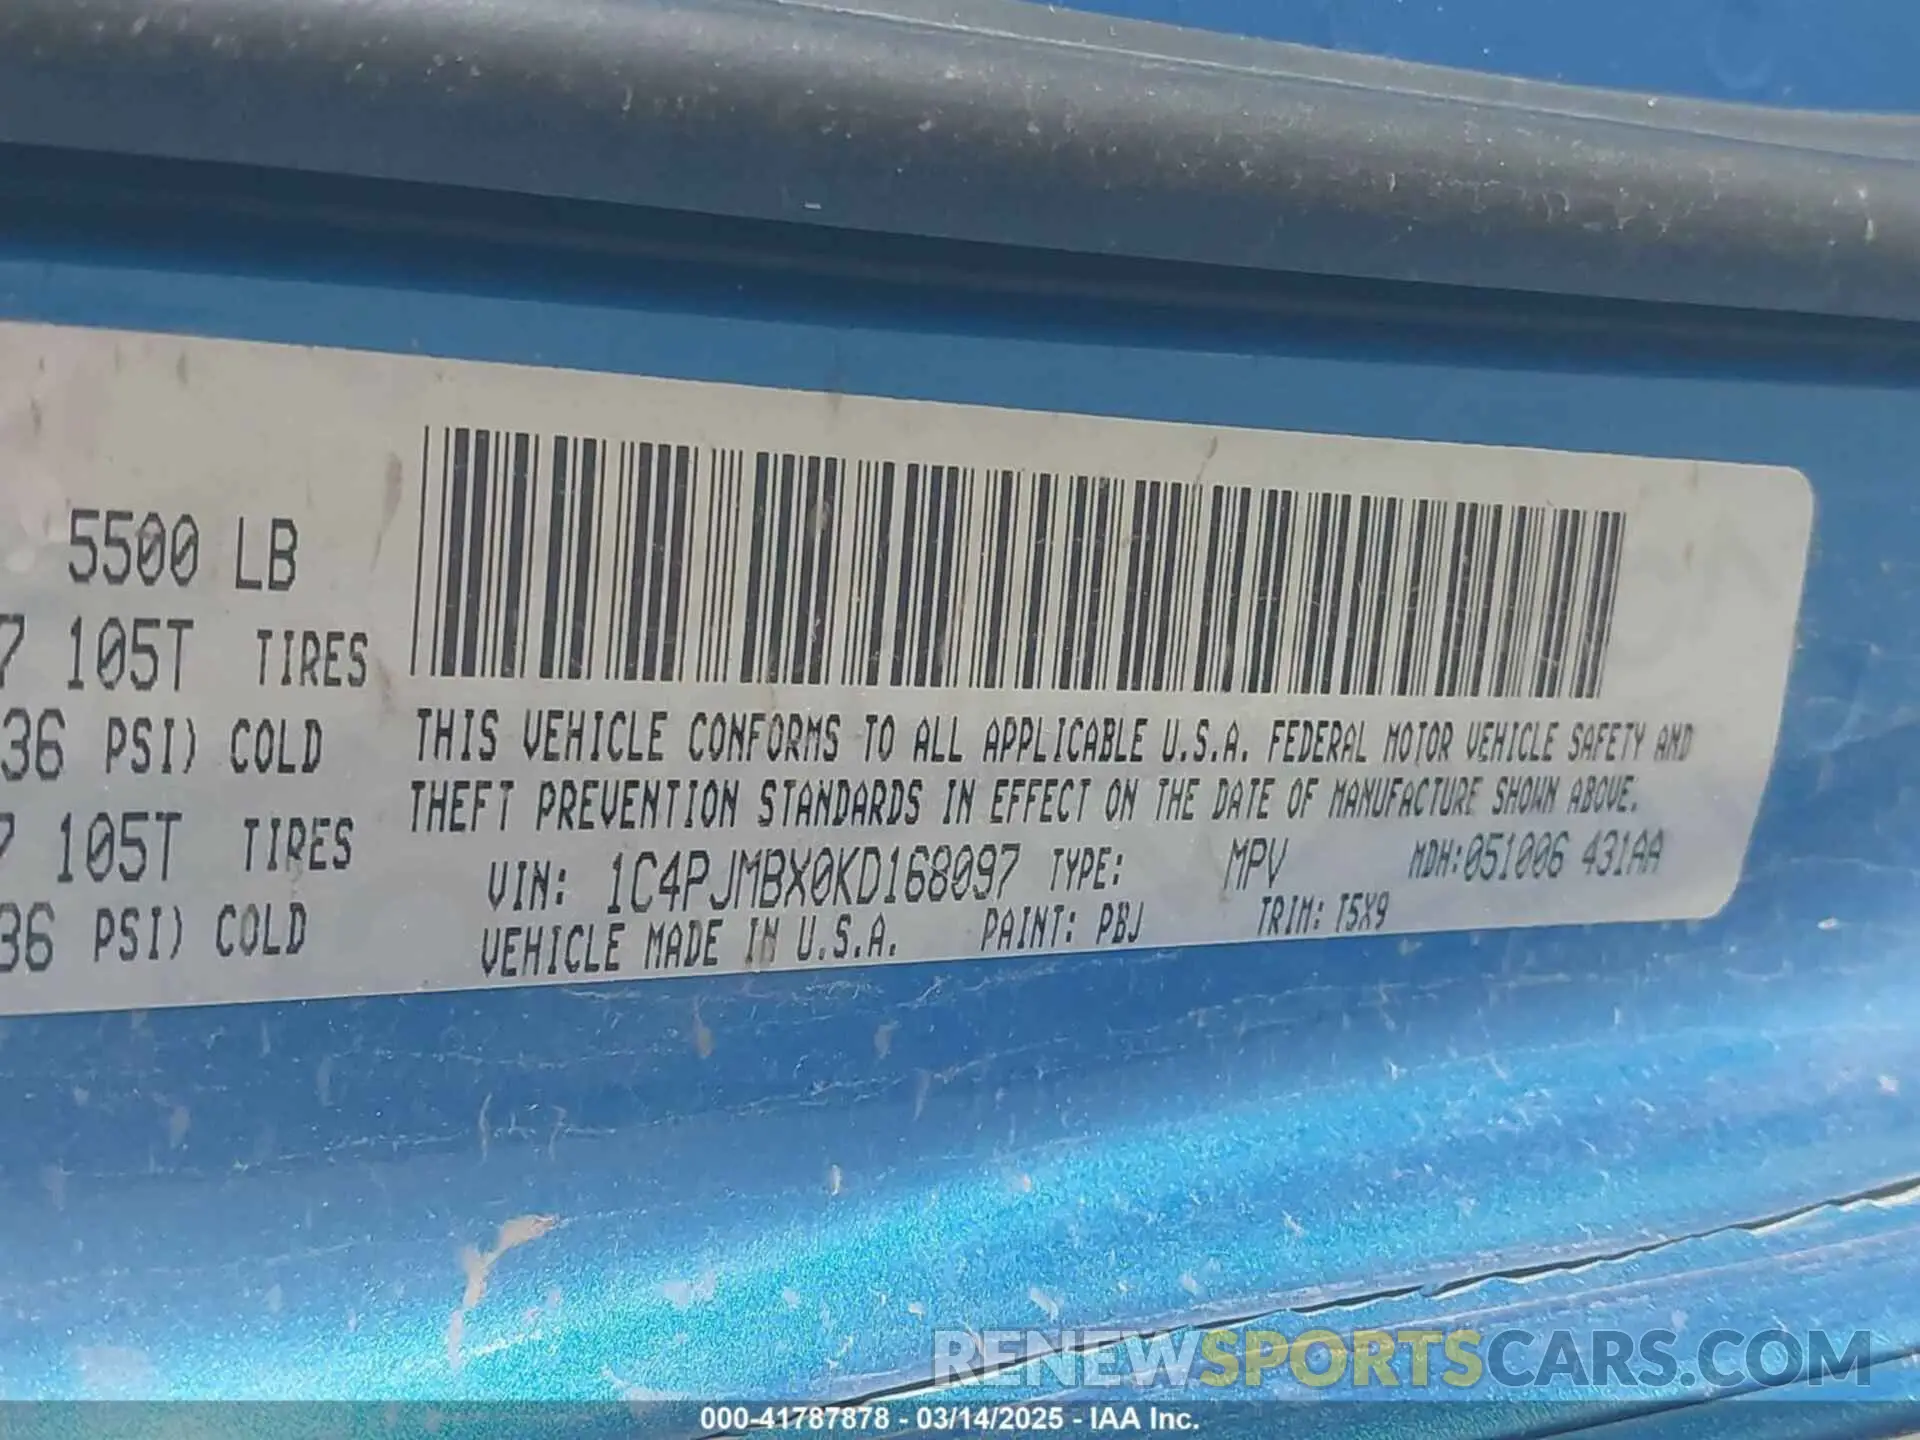 5500 LB
7 105T TIRES
36 PSI) COLD
7 105T TIRES
36 PSI) COLD
THIS VEHICLE CONFORMS TO ALL APPLICABLE U.S.A. FEDERAL MOTOR VEHICLE SAFETY AND
THEFT PREVENTION STANDARDS IN EFFECT ON THE DATE OF MANUFACTURE SHOWN ABOVE.
VIN: 1C4PJMBX0KD168097 TYPE: MPV MDH:051006 431AA
VEHICLE MADE IN U.S.A. PAINT: PBJ TRIM: T5X9
RENEWSPORTSCARS.COM
000-41787878 - 03/14/2025 - IAA Inc.